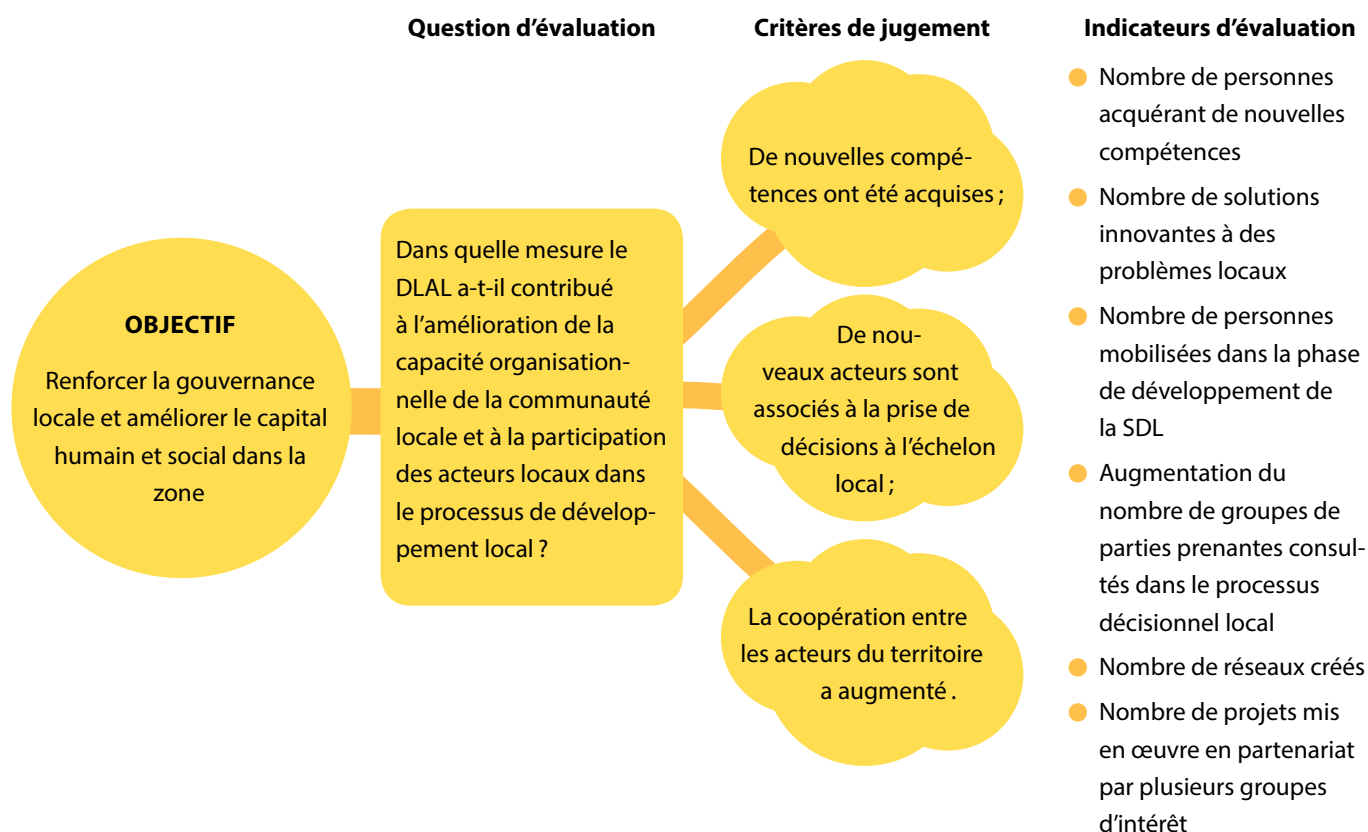 Question d’évaluation
Critères de jugement
Indicateurs d’évaluation
OBJECTIF
Renforcer la gouvernance
locale et améliorer le capital
humain et social dans la
zone
Dans quelle mesure le
DLAL a-t-il contribué
à l’amélioration de la
capacité organisation-
nelle de la communauté
locale et à la participation
des acteurs locaux dans
le processus de dévelop-
pement local ?
De nouvelles compé-
tences ont été acquises ;
De nou-
veaux acteurs sont
associés à la prise de
décisions à l’échelon
local ;
La coopération entre
les acteurs du territoire
a augmenté .
Nombre de personnes
acquérant de nouvelles
compétences
Nombre de solutions
innovantes à des
problèmes locaux
Nombre de personnes
mobilisées dans la phase
de développement de
la SDL
Augmentation du
nombre de groupes de
parties prenantes consul-
tés dans le processus
décisionnel local
Nombre de réseaux créés
Nombre de projets mis
en œuvre en partenariat
par plusieurs groupes
d’intérêt